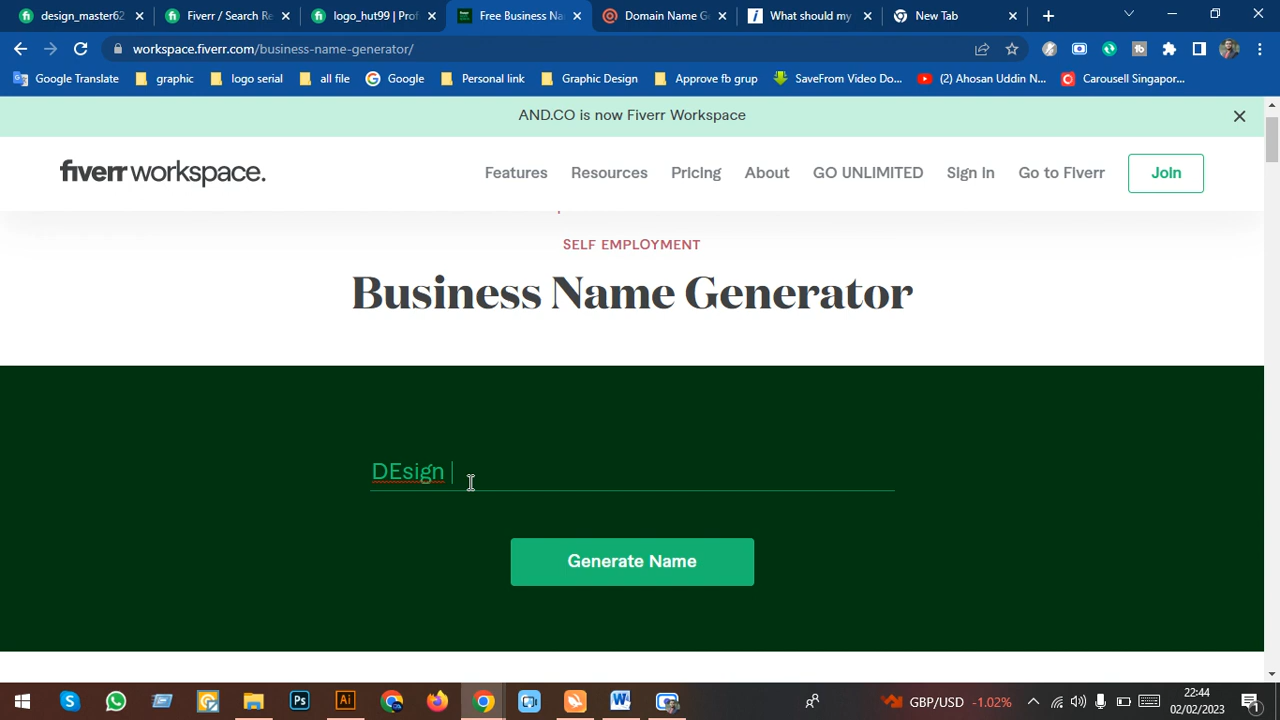 design_master62
Fiverr / Search Re
logo_hut99 | Prof
Free Business Na
Domain Name Ge
What should my
New Tab
workspace.fiverr.com/business-name-generator/
Google Translate
graphic
logo serial
all file
Google
Personal link
Graphic Design
Approve fb grup
SaveFrom Video Do...
(2) Ahosan Uddin N...
Carousell Singapor...
AND.CO is now Fiverr Workspace
fiverr workspace.
Features
Resources
Pricing
About
GO UNLIMITED
Sign In
Go to Fiverr
Join
SELF EMPLOYMENT
Business Name Generator
DEsign
Generate Name
Ps
Ai
GBP/USD -1.02%
22:44
02/02/2023
1